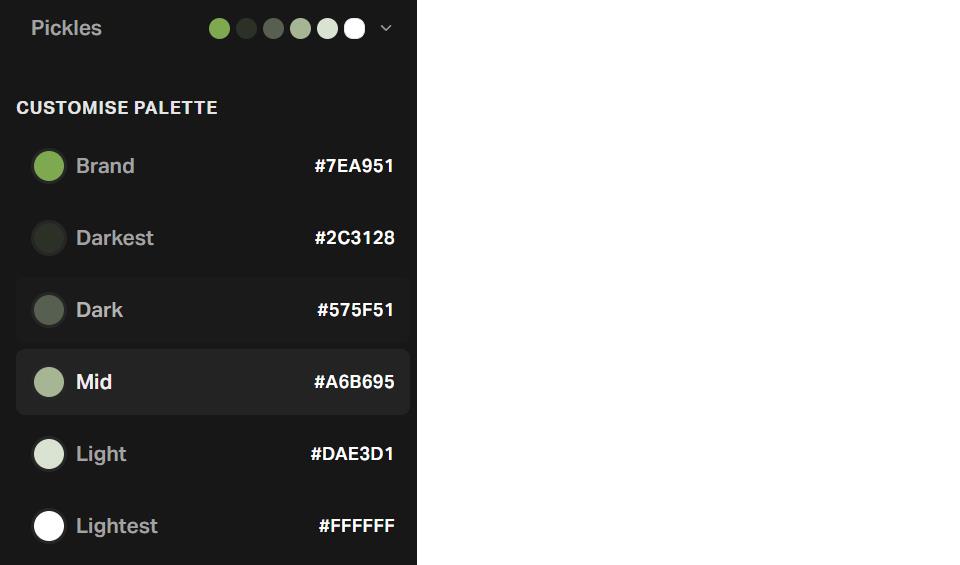 Pickles
CUSTOMISE PALETTE
Brand #7EA951
Darkest #2C3128
Dark #575F51
Mid #A6B695
Light #DAE3D1
Lightest #FFFFFF